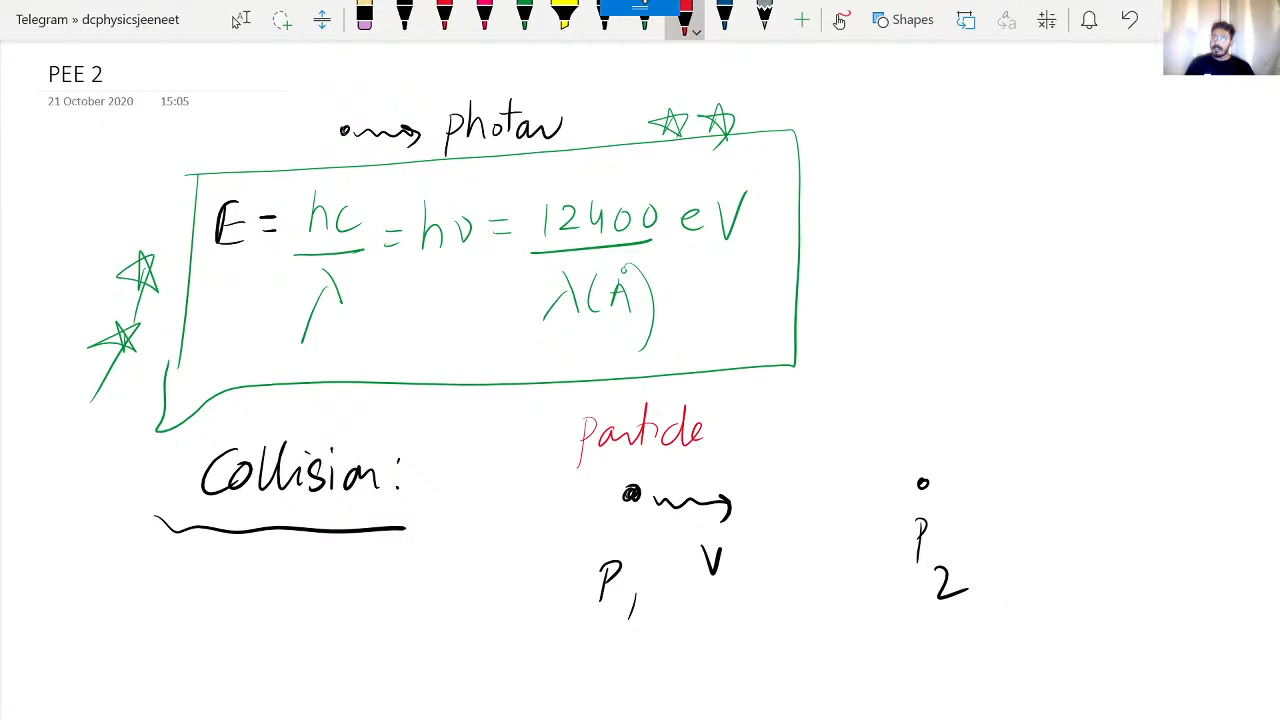 Telegram » dcphysicsjeeneet
Shapes
PEE 2
21 October 2020 15:05
photon
E = hc/λ = hν = 12400/λ(Å) eV
Collision:
particle
P1 V P2